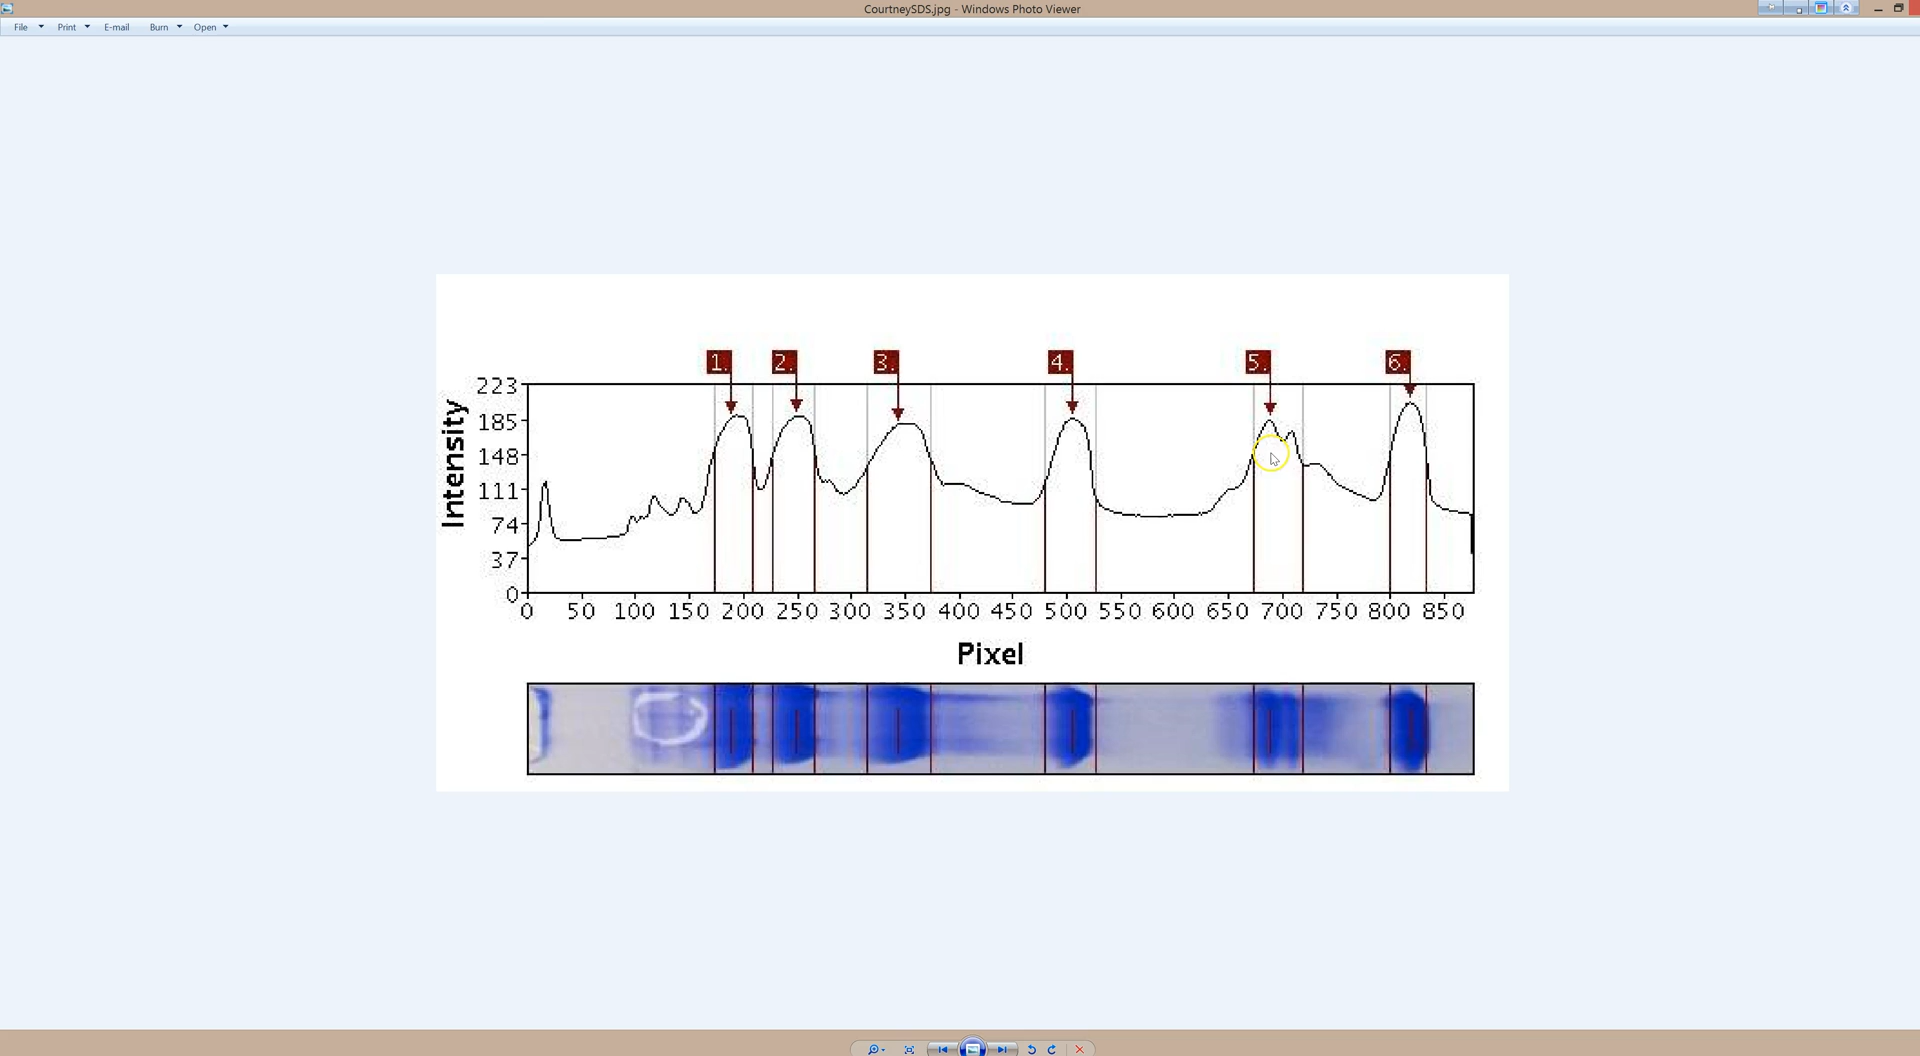 CourtneySDS.jpg - Windows Photo Viewer
File Print E-mail Burn Open
1. 2. 3. 4. 5. 6.
223
185
148
111
74
37
0
Intensity
0 50 100 150 200 250 300 350 400 450 500 550 600 650 700 750 800 850
Pixel